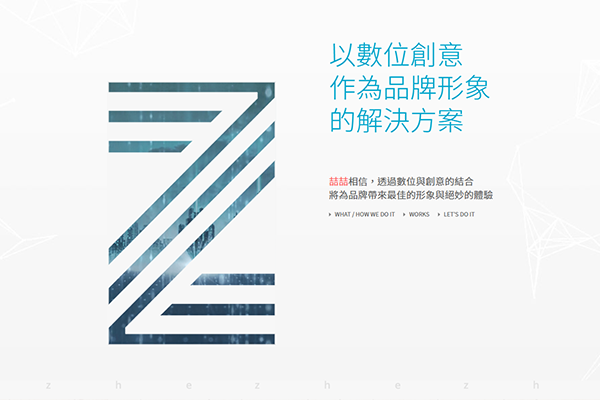 以數位創意
作為品牌形象
的解決方案
喆喆相信，透過數位與創意的結合
將為品牌帶來最佳的形象與絕妙的體驗
WHAT / HOW WE DO IT WORKS LET'S DO IT
z h e z h e z h